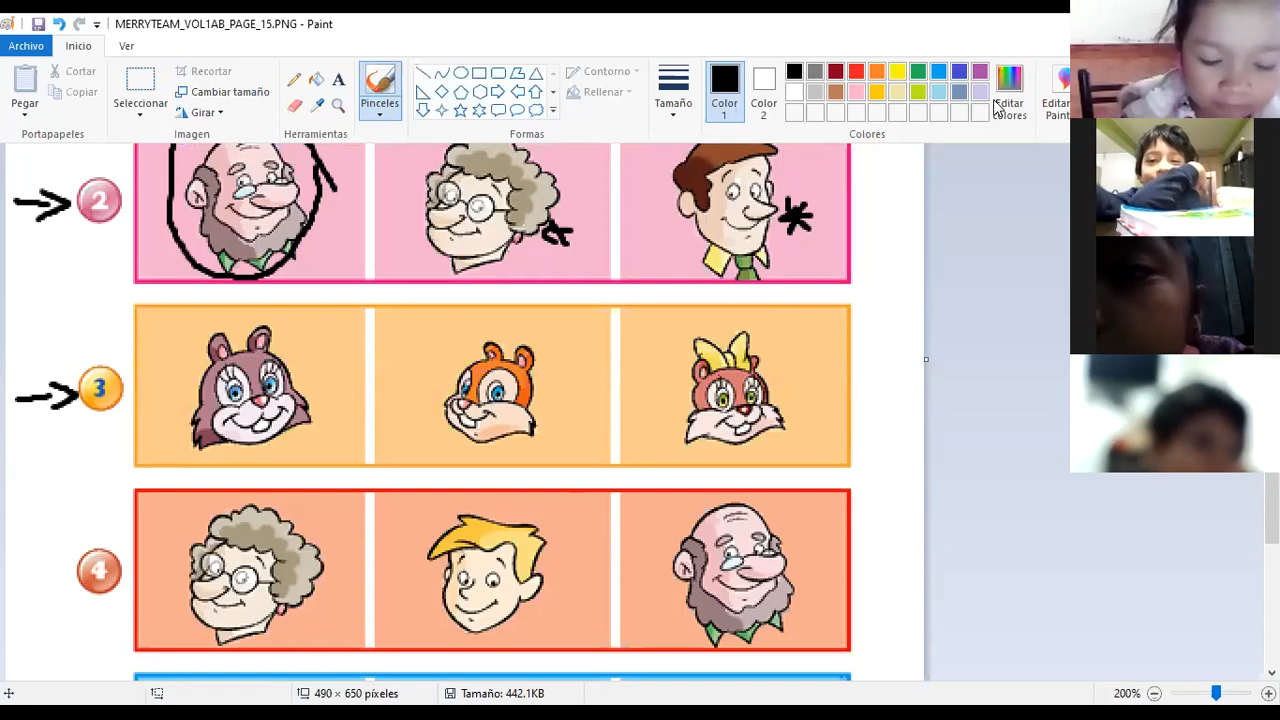 MERRYTEAM_VOL1AB_PAGE_15.PNG - Paint
Archivo Inicio Ver
Pegar Cortar Copiar Seleccionar Recortar Cambiar tamaño Girar Pinceles Contorno Rellenar Tamaño Color 1 Color 2 Editar colores Editar Paint
Portapapeles Imagen Herramientas Formas Colores
2
3
4
490 × 650 píxeles Tamaño: 442.1KB 200%